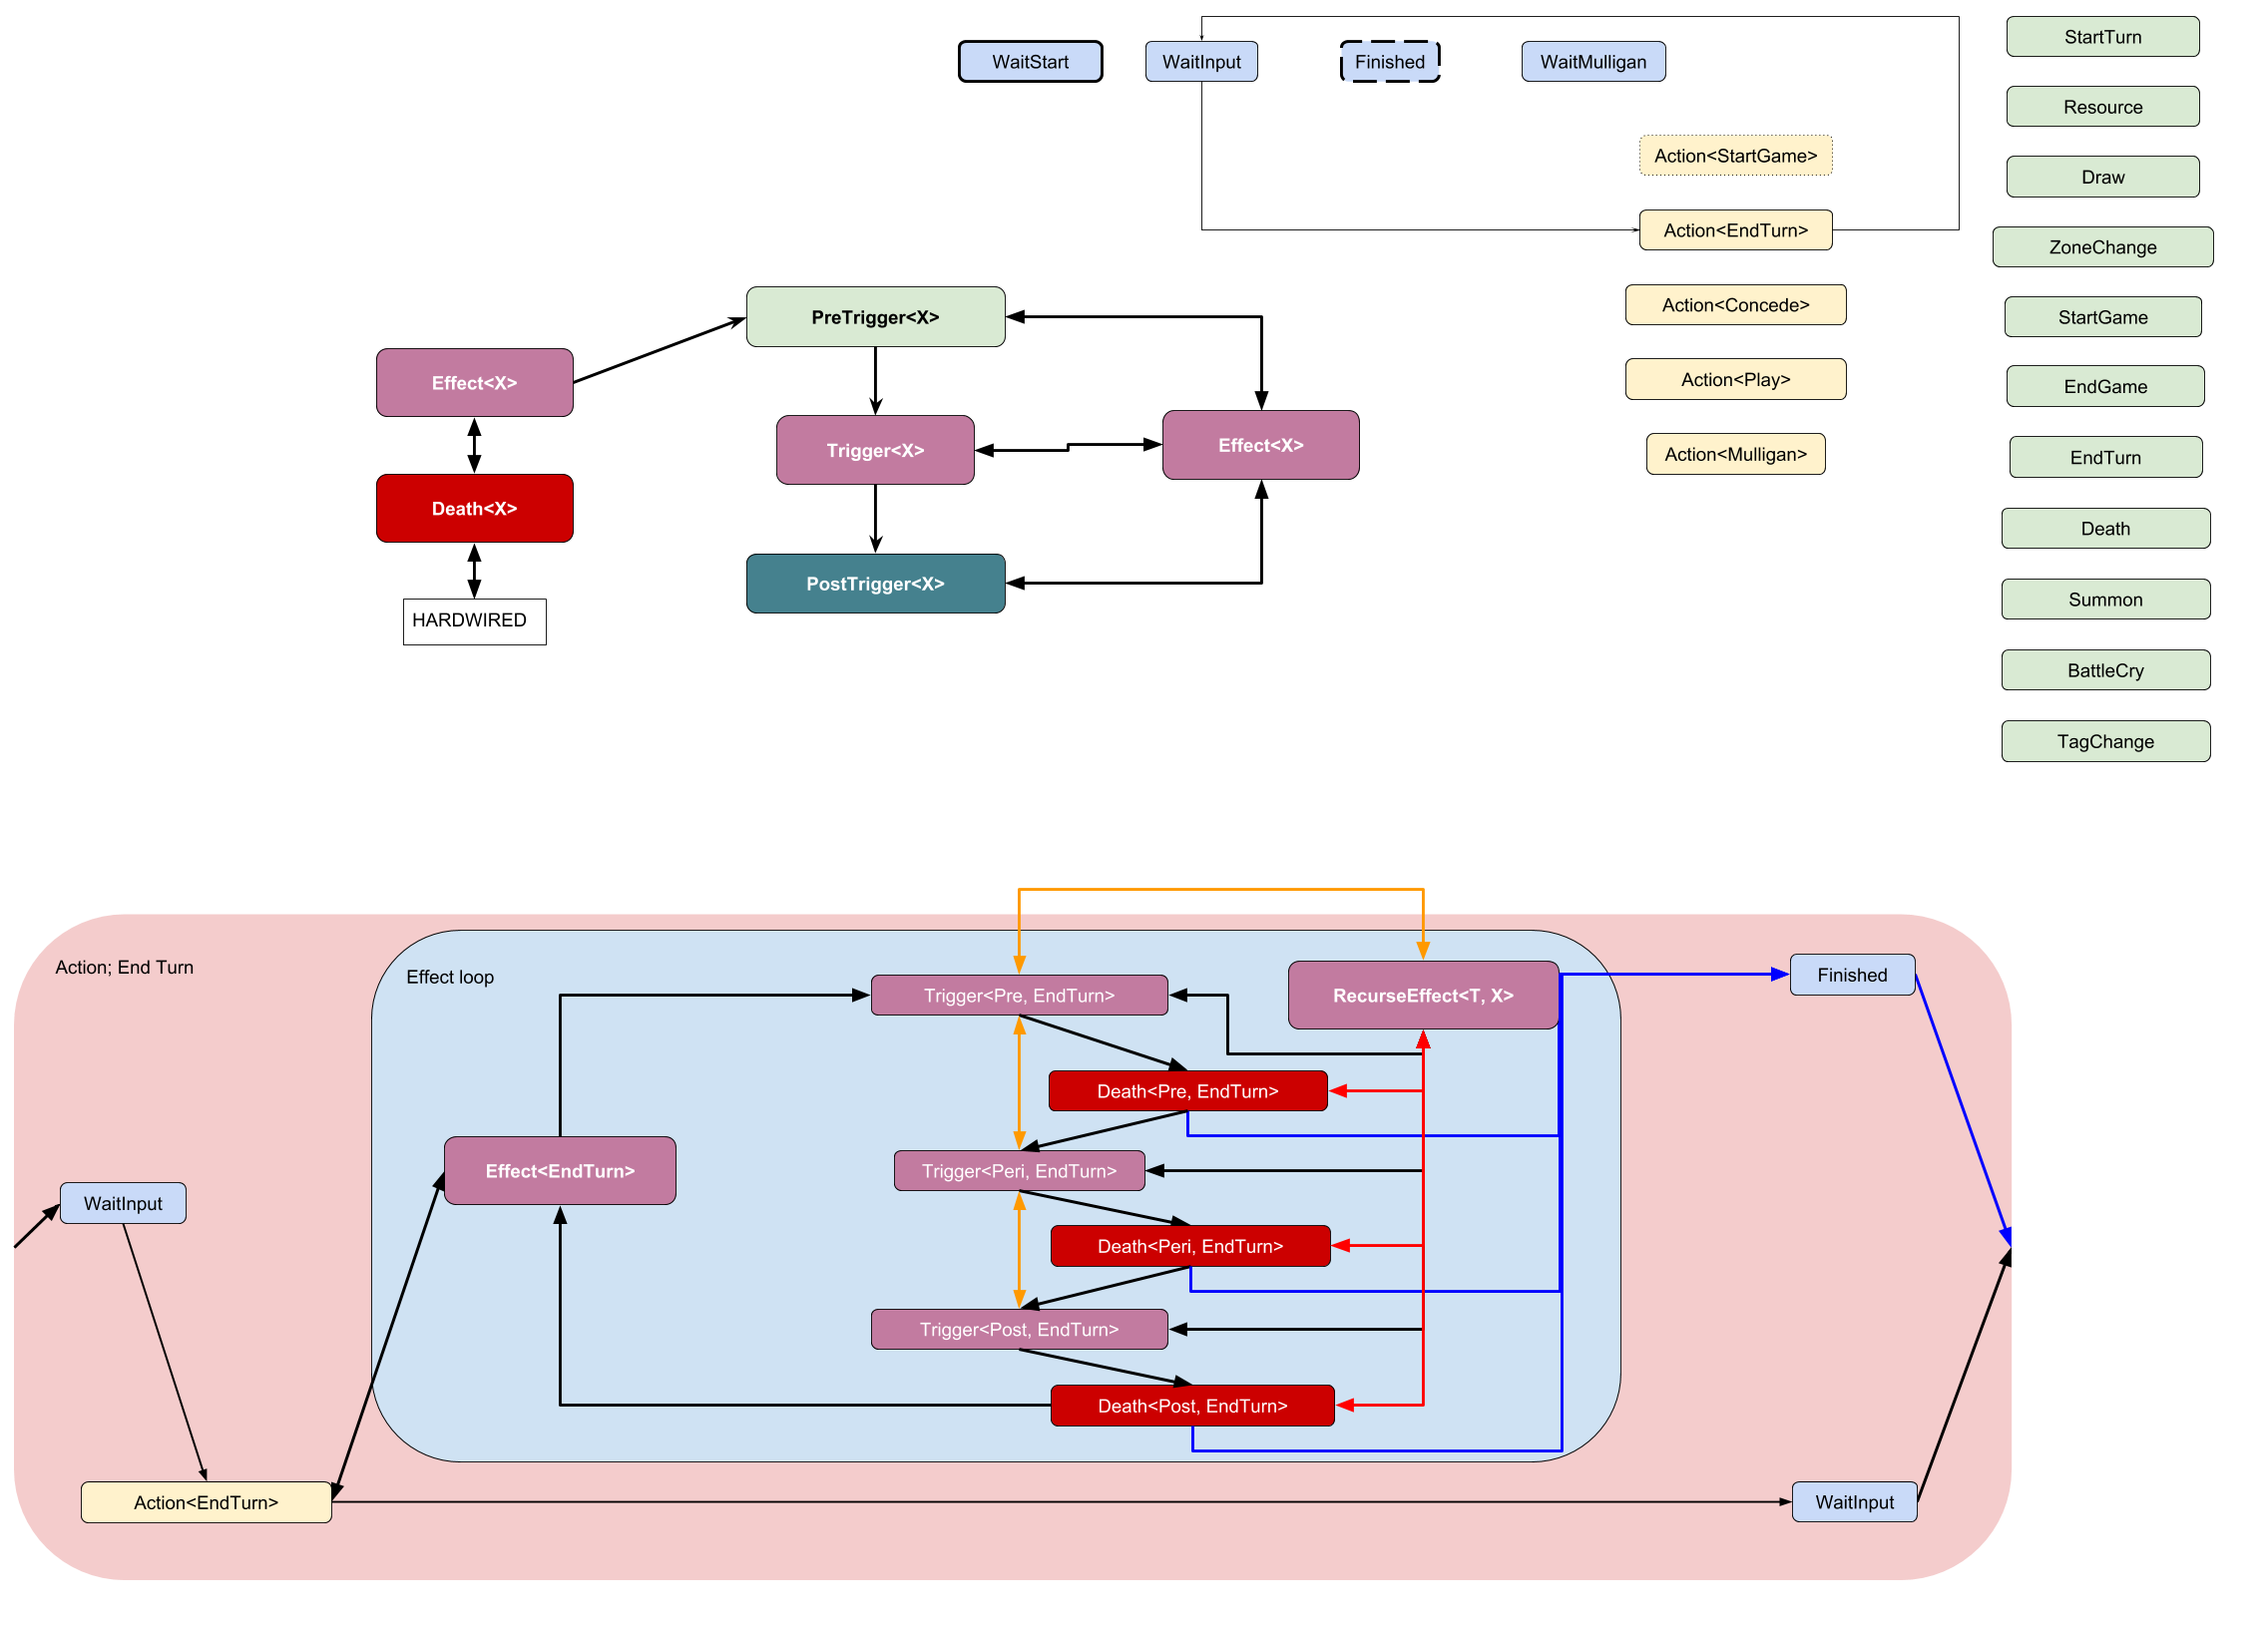 WaitStart
WaitInput
Finished
WaitMulligan
StartTurn
Resource
Action<StartGame>
Draw
Action<EndTurn>
ZoneChange
Action<Concede>
StartGame
PreTrigger<X>
Effect<X>
Action<Play>
EndGame
Trigger<X>
Effect<X>
Action<Mulligan>
EndTurn
Death<X>
Death
PostTrigger<X>
Summon
HARDWIRED
BattleCry
TagChange
Action; End Turn
Effect loop
Trigger<Pre, EndTurn>
RecurseEffect<T, X>
Finished
Death<Pre, EndTurn>
Effect<EndTurn>
Trigger<Peri, EndTurn>
WaitInput
Death<Peri, EndTurn>
Trigger<Post, EndTurn>
Death<Post, EndTurn>
Action<EndTurn>
WaitInput